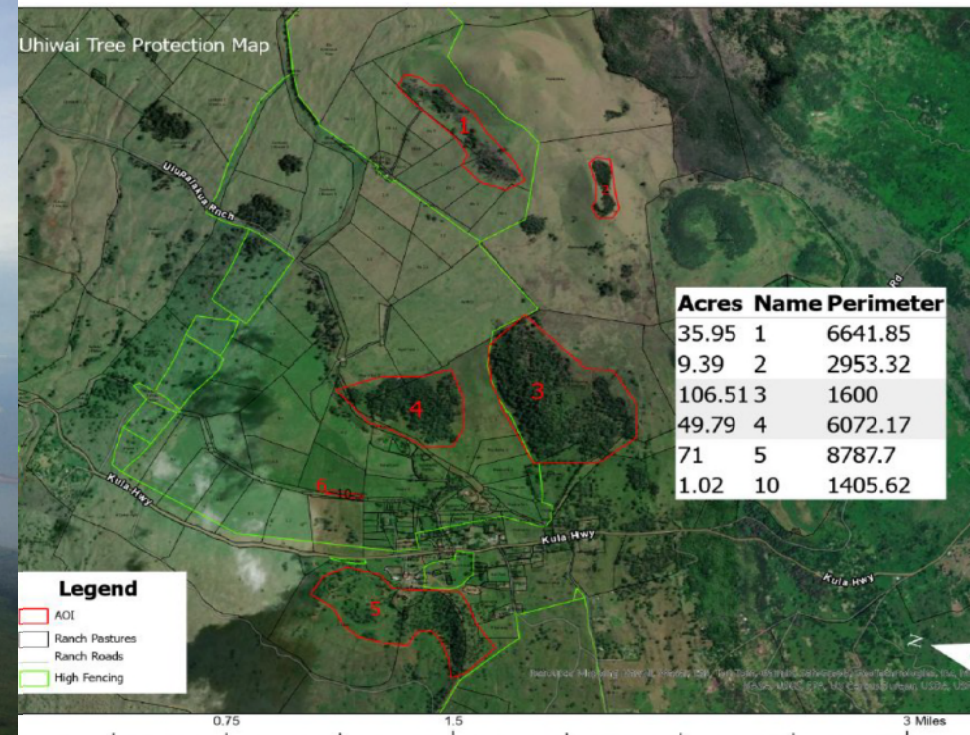 Uhiwai Tree Protection Map
1
2
Ulupalakua Rnch
Rd
Acres Name Perimeter
35.95 1 6641.85
9.39 2 2953.32
106.51 3 1600
49.79 4 6072.17
71 5 8787.7
1.02 10 1405.62
3
4
6 10
Kula Hwy
Kula Hwy
Kula Hwy
5
Legend
AOI
Ranch Pastures
Ranch Roads
High Fencing
N
0.75 1.5 3 Miles